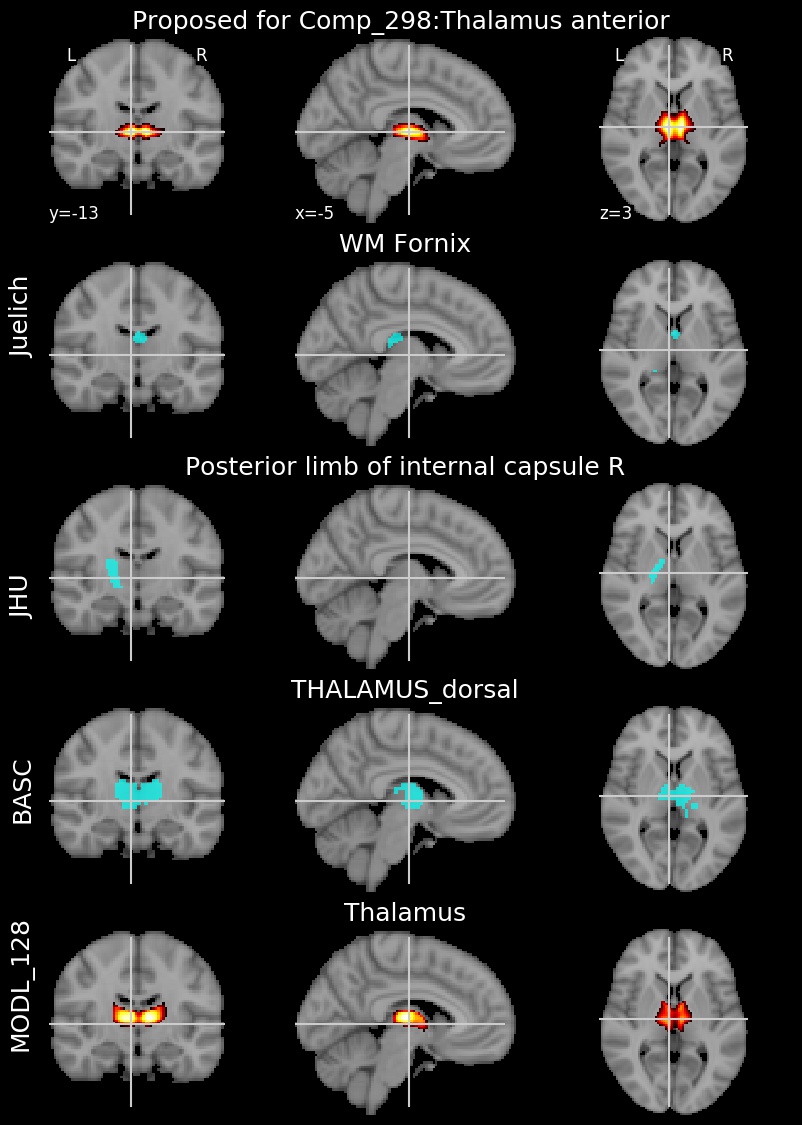 Proposed for Comp_298:Thalamus anterior
L R L R
y=-13 x=-5 z=3
WM Fornix
Juelich
Posterior limb of internal capsule R
JHU
THALAMUS_dorsal
BASC
Thalamus
MODL_128